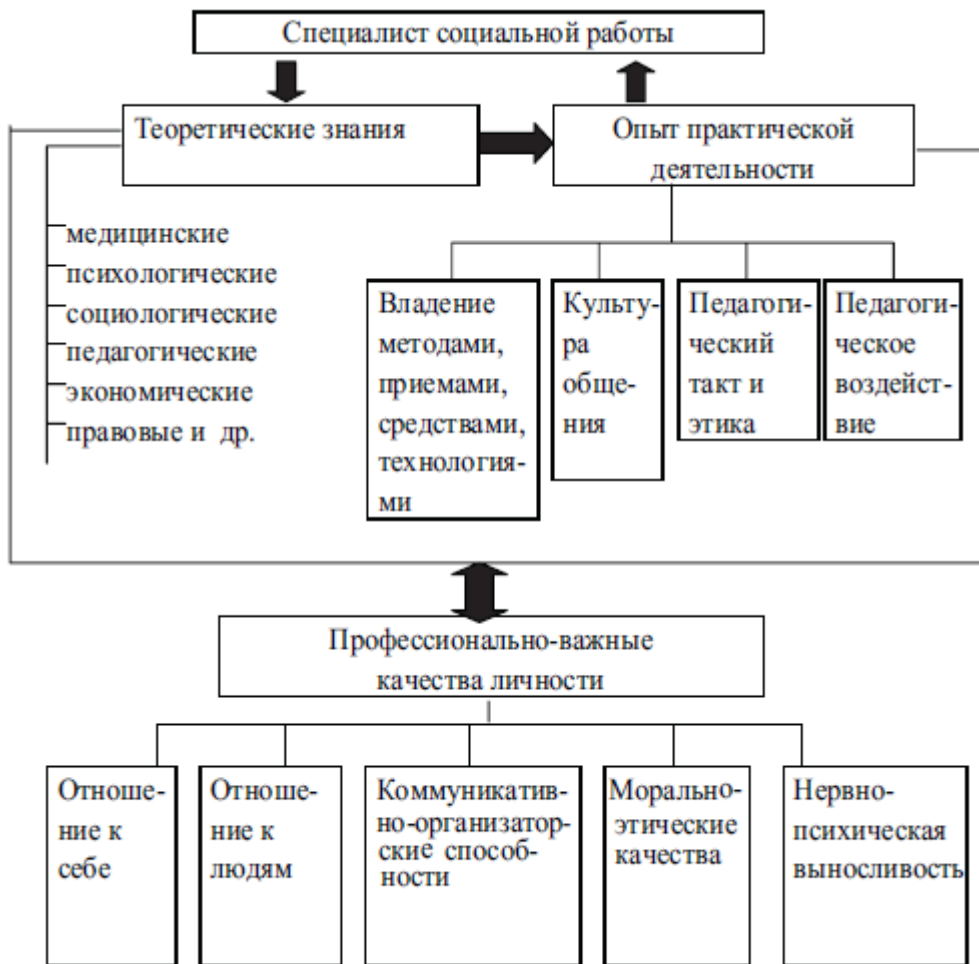 Специалист социальной работы
Теоретические знания
Опыт практической
деятельности
медицинские
психологические
социологические
педагогические
экономические
правовые и др.
Владение
методами,
приемами,
средствами,
технология-
ми
Культу-
ра
обще-
ния
Педагоги-
ческий
такт и
этика
Педагоги-
ческое
воздейст-
вие
Профессионально-важные
качества личности
Отноше-
ние к
себе
Отноше-
ние к
людям
Коммуникатив-
но-организатор-
ские способ-
ности
Морально-
этические
качества
Нервно-
психическая
выносливость